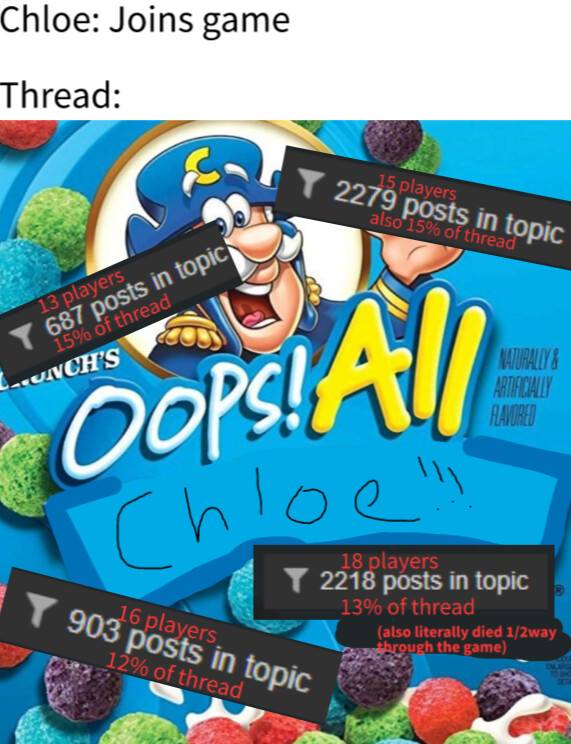 Chloe: Joins game
Thread:
15 players
2279 posts in topic
also 15% of thread
13 players
687 posts in topic
15% of thread
UNCH'S
OOPS! All
NATURALLY &
ARTIFICIALLY
FLAVORED
Chloe'''
18 players
2218 posts in topic
13% of thread
(also literally died 1/2way
through the game)
16 players
903 posts in topic
12% of thread